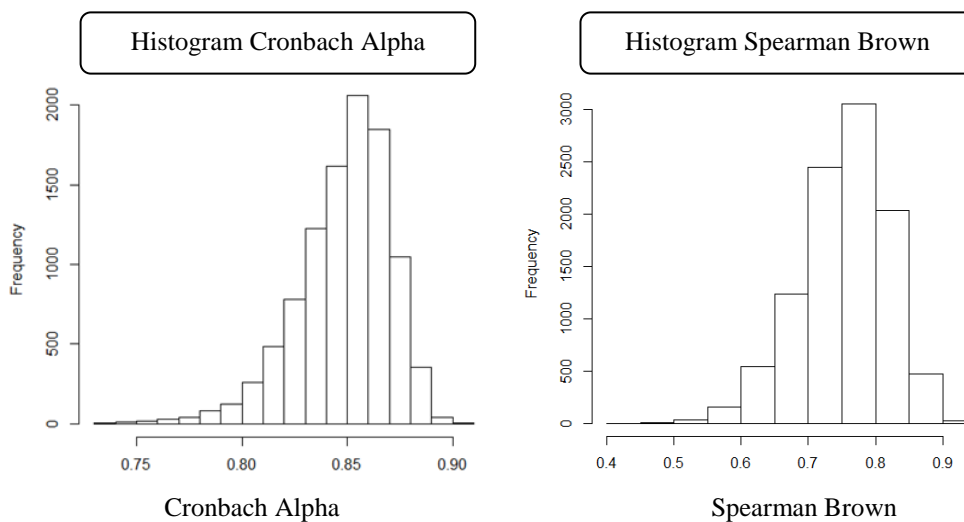 Histogram Cronbach Alpha
Frequency
2000
1500
1000
500
0
0.75 0.80 0.85 0.90
Cronbach Alpha
Histogram Spearman Brown
Frequency
3000
2500
2000
1500
1000
500
0
0.4 0.5 0.6 0.7 0.8 0.9
Spearman Brown